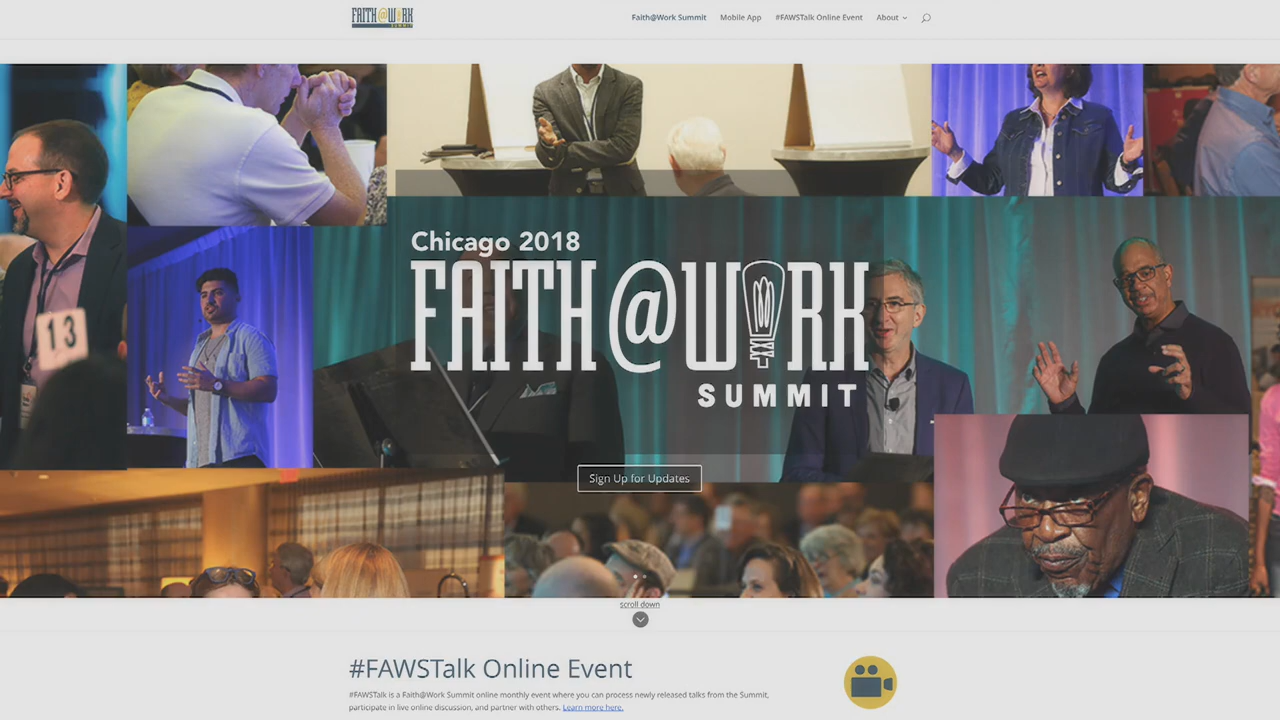 FAITH@WORK
SUMMIT
Faith@Work Summit
Mobile App
#FAWSTalk Online Event
About
13
Chicago 2018
FAITH@WORK
SUMMIT
Sign Up for Updates
scroll down
#FAWSTalk Online Event
#FAWSTalk is a Faith@Work Summit online monthly event where you can process newly released talks from the Summit,
participate in live online discussion, and partner with others. Learn more here.